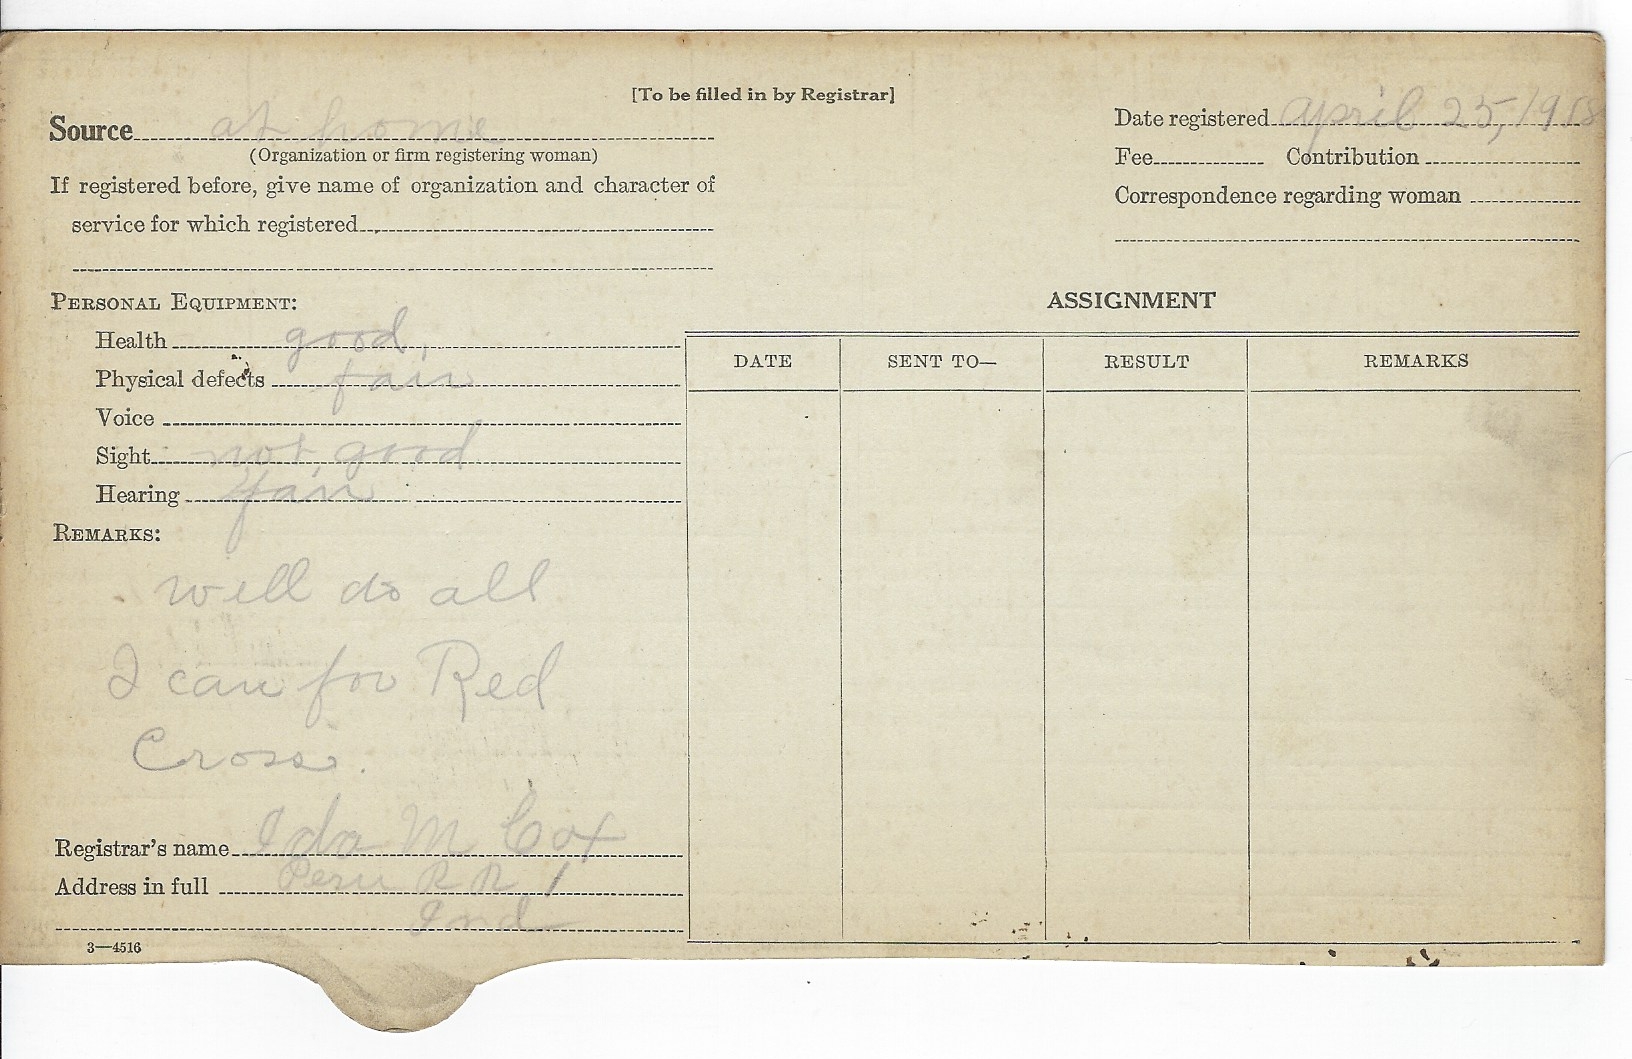 [To be filled in by Registrar]
Source at home
(Organization or firm registering woman)
If registered before, give name of organization and character of
service for which registered
Date registered April 25, 1918
Fee Contribution
Correspondence regarding woman
PERSONAL EQUIPMENT:
Health good,
Physical defects fair
Voice
Sight not good
Hearing fair
REMARKS:
will do all
I can for Red
Cross.
Registrar's name Ida M Cox
Address in full Peru R R 1
Ind
3—4516
ASSIGNMENT
DATE SENT TO— RESULT REMARKS